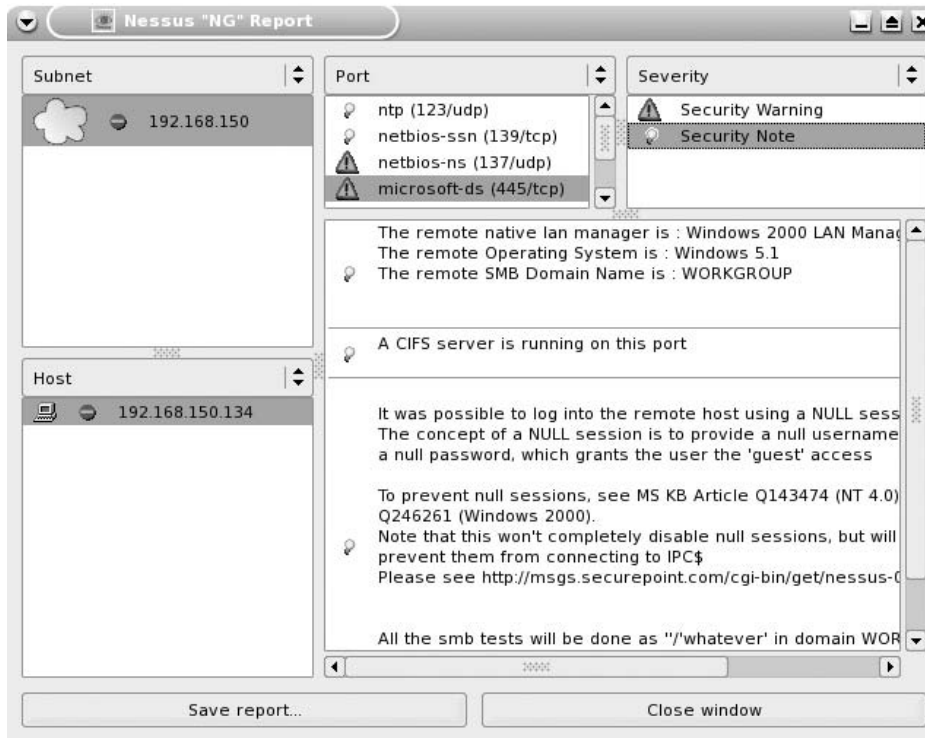 Nessus "NG" Report
Subnet
192.168.150
Port
ntp (123/udp)
netbios-ssn (139/tcp)
netbios-ns (137/udp)
microsoft-ds (445/tcp)
Severity
Security Warning
Security Note
Host
192.168.150.134
The remote native lan manager is : Windows 2000 LAN Manag
The remote Operating System is : Windows 5.1
The remote SMB Domain Name is : WORKGROUP
A CIFS server is running on this port
It was possible to log into the remote host using a NULL sess
The concept of a NULL session is to provide a null username
a null password, which grants the user the 'guest' access
To prevent null sessions, see MS KB Article Q143474 (NT 4.0)
Q246261 (Windows 2000).
Note that this won't completely disable null sessions, but will
prevent them from connecting to IPC$
Please see http://msgs.securepoint.com/cgi-bin/get/nessus-0
All the smb tests will be done as ''/'whatever' in domain WOR
Save report...
Close window